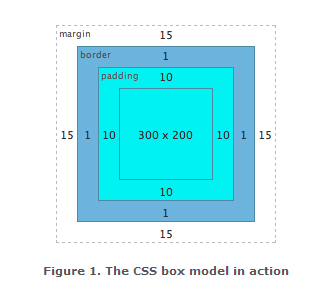 margin 15
border 1
padding 10
15 1 10 300 x 200 10 1 15
10
1
15
Figure 1. The CSS box model in action